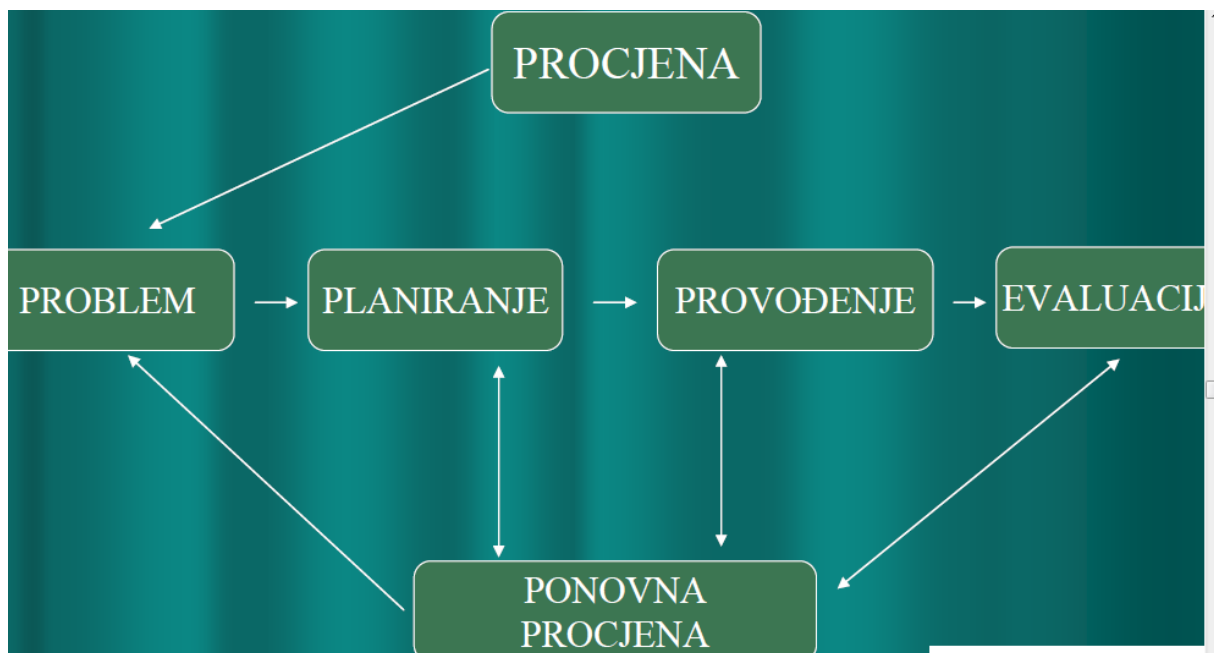 PROCJENA
PROBLEM
PLANIRANJE
PROVOĐENJE
EVALUACIJ
PONOVNA
PROCJENA